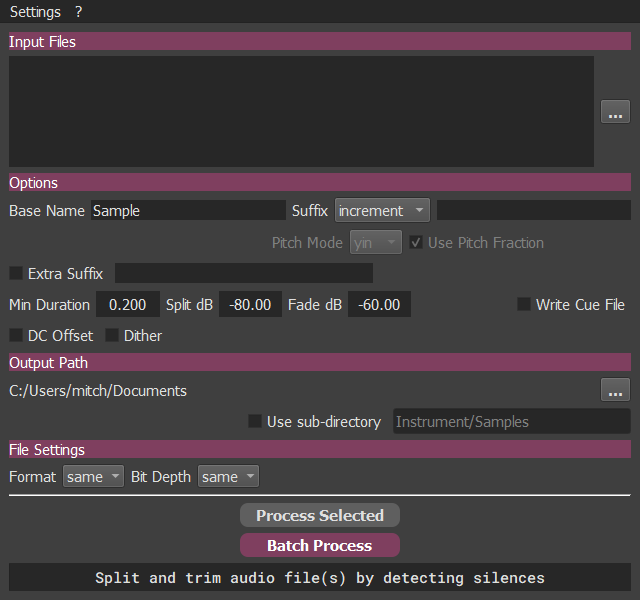 Settings ?
Input Files
...
Options
Base Name Sample Suffix increment
Pitch Mode yin Use Pitch Fraction
Extra Suffix
Min Duration 0.200 Split dB -80.00 Fade dB -60.00 Write Cue File
DC Offset Dither
Output Path
C:/Users/mitch/Documents ...
Use sub-directory Instrument/Samples
File Settings
Format same Bit Depth same
Process Selected
Batch Process
Split and trim audio file(s) by detecting silences